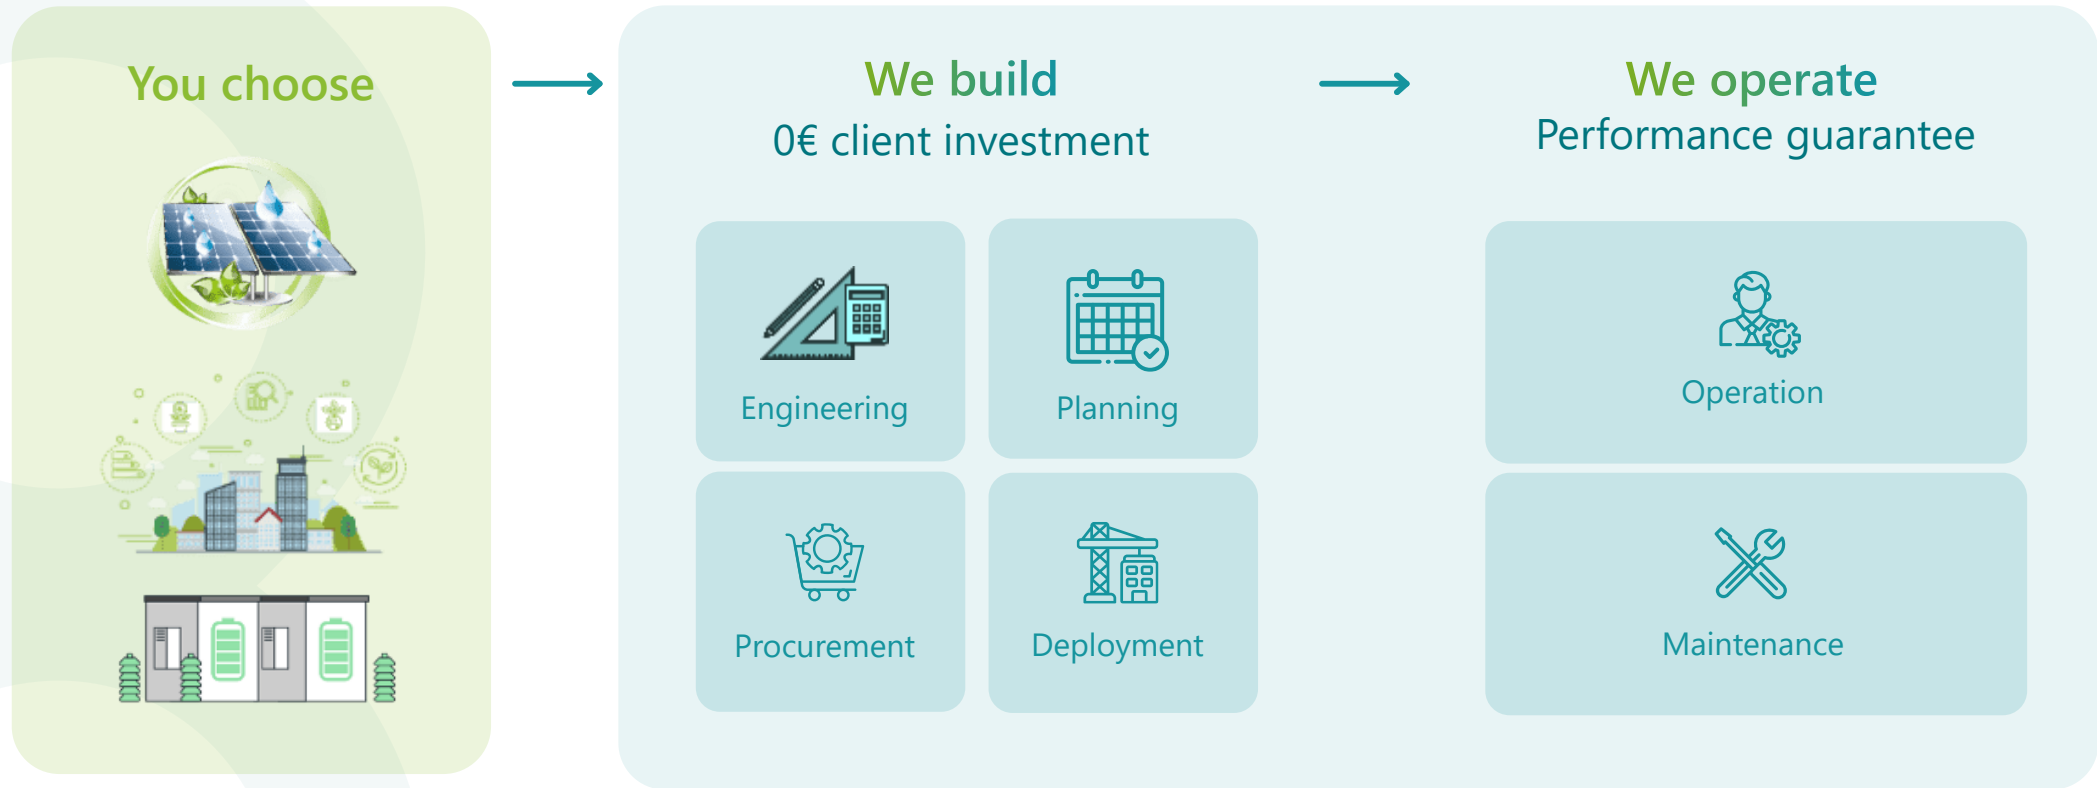 You choose
We build
0€ client investment
Engineering
Planning
Procurement
Deployment
We operate
Performance guarantee
Operation
Maintenance